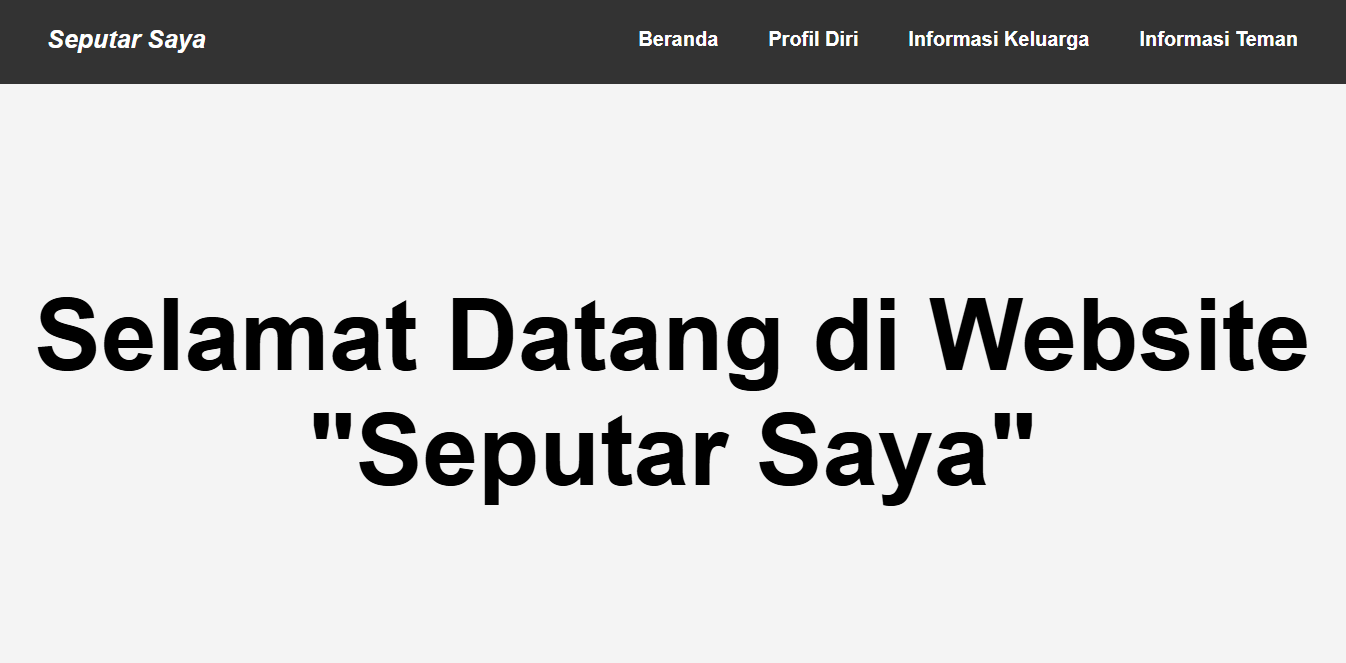 Seputar Saya
Beranda Profil Diri Informasi Keluarga Informasi Teman
Selamat Datang di Website
"Seputar Saya"